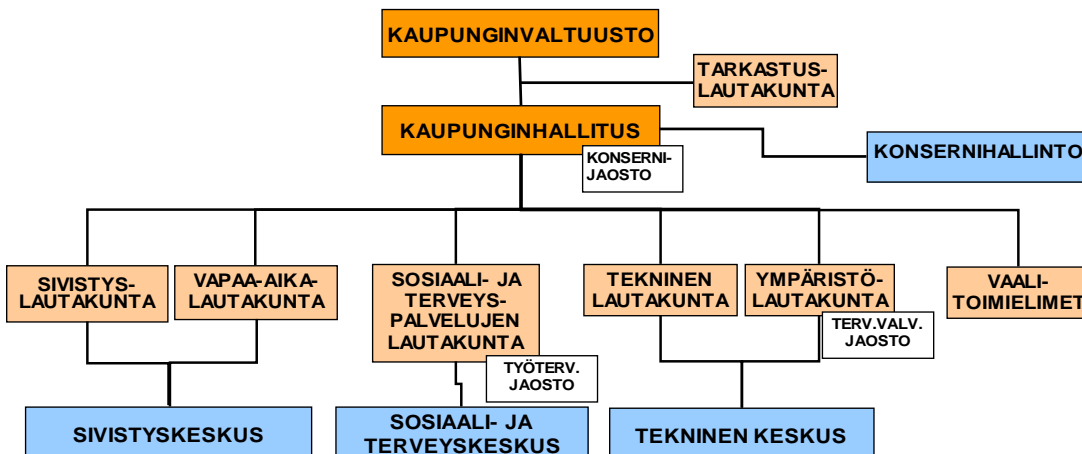 KAUPUNGINVALTUUSTO
TARKASTUS-
LAUTAKUNTA
KAUPUNGINHALLITUS
KONSERNI-
JAOSTO
KONSERNIHALLINTO
SIVISTYS-
LAUTAKUNTA
VAPAA-AIKA-
LAUTAKUNTA
SOSIAALI- JA
TERVEYS-
PALVELUJEN
LAUTAKUNTA
TYÖTERV.
JAOSTO
TEKNINEN
LAUTAKUNTA
YMPÄRISTÖ-
LAUTAKUNTA
TERV.VALV.
JAOSTO
VAALI-
TOIMIELIMET
SIVISTYSKESKUS
SOSIAALI- JA
TERVEYSKESKUS
TEKNINEN KESKUS